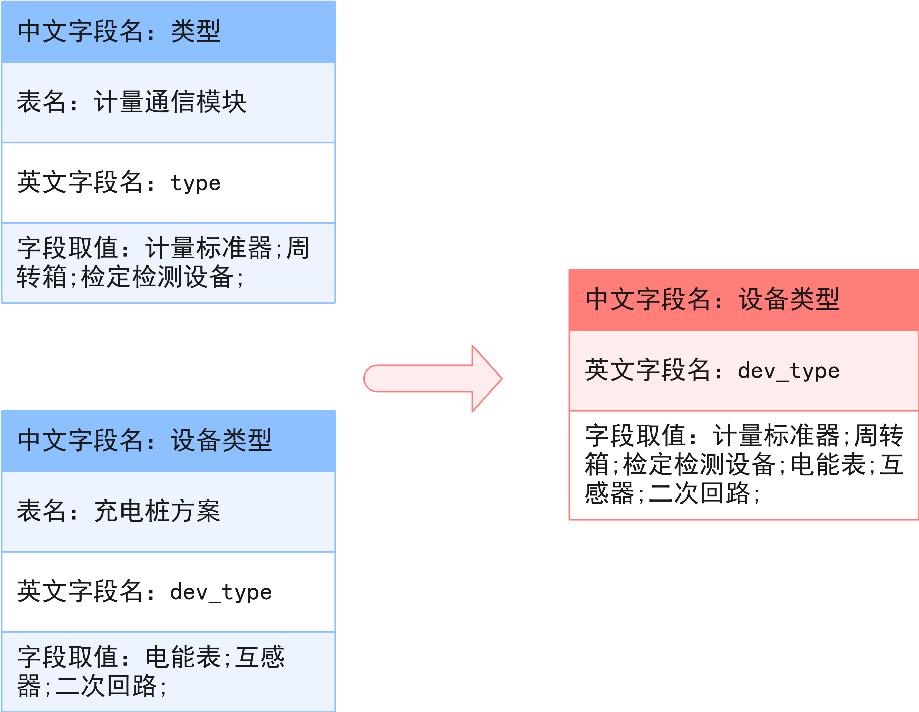 中文字段名：类型
表名：计量通信模块
英文字段名：type
字段取值：计量标准器;周
转箱;检定检测设备;
中文字段名：设备类型
表名：充电桩方案
英文字段名：dev_type
字段取值：电能表;互感
器;二次回路;
中文字段名：设备类型
英文字段名：dev_type
字段取值：计量标准器;周转
箱;检定检测设备;电能表;互
感器;二次回路;